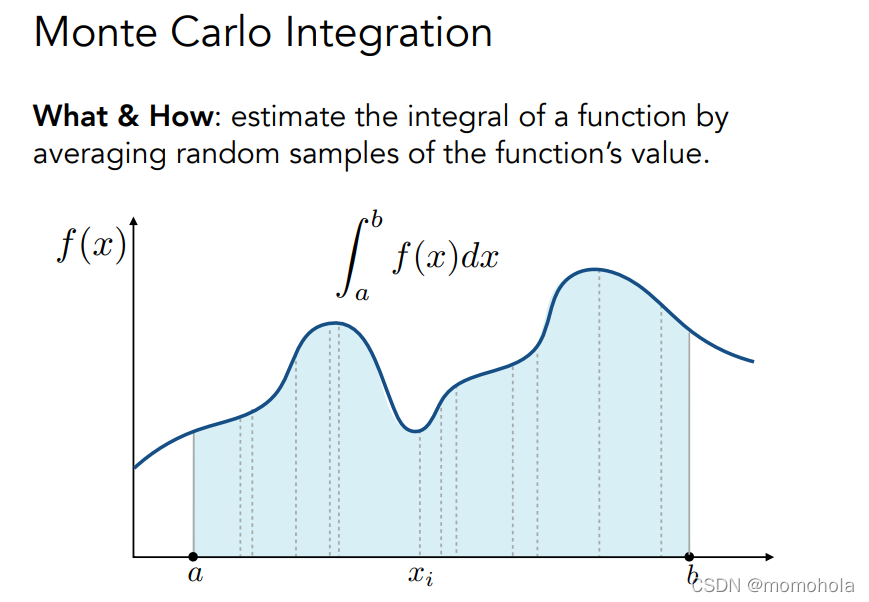 Monte Carlo Integration
What & How: estimate the integral of a function by
averaging random samples of the function’s value.
f(x)
∫_a^b f(x)dx
a
x_i
b
CSDN @momohola